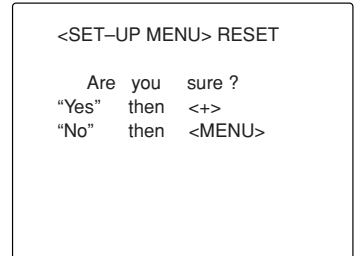 <SET–UP MENU> RESET
Are you sure ?
“Yes” then <+>
“No” then <MENU>